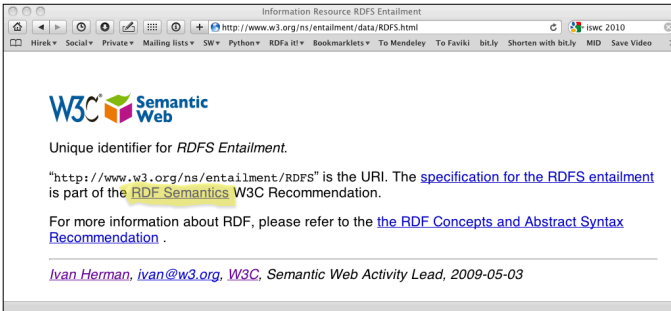 Information Resource RDFS Entailment
http://www.w3.org/ns/entailment/data/RDFS.html
iswc 2010
Hirek Social Private Mailing lists SW Python RDFa it! Bookmarklets To Mendeley To Faviki bit.ly Shorten with bit.ly MID Save Video
W3C Semantic
Web
Unique identifier for RDFS Entailment.
“http://www.w3.org/ns/entailment/RDFS” is the URI. The specification for the RDFS entailment
is part of the RDF Semantics W3C Recommendation.
For more information about RDF, please refer to the the RDF Concepts and Abstract Syntax
Recommendation .
Ivan Herman, ivan@w3.org, W3C, Semantic Web Activity Lead, 2009-05-03